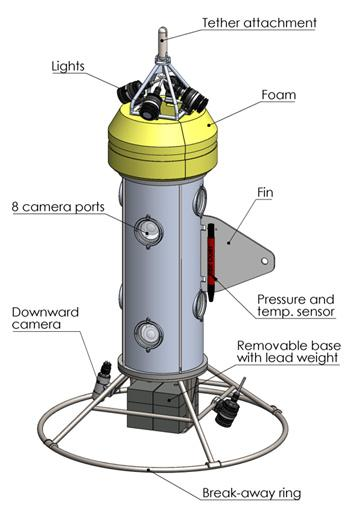 Tether attachment
Lights
Foam
8 camera ports
Fin
Pressure and
temp. sensor
Downward
camera
Removable base
with lead weight
Break-away ring